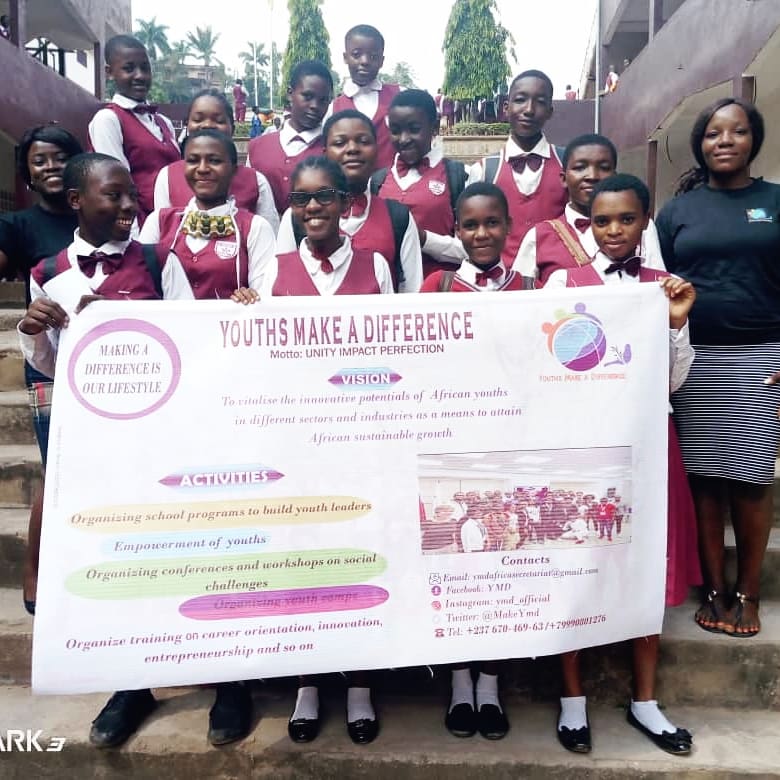 YOUTHS MAKE A DIFFERENCE
Motto: UNITY IMPACT PERFECTION
MAKING A
DIFFERENCE IS
OUR LIFESTYLE
YOUTHS MAKE A DIFFERENCE
VISION
To vitalise the innovative potentials of African youths
in different sectors and industries as a means to attain
African sustainable growth
ACTIVITIES
Organizing school programs to build youth leaders
Empowerment of youths
Organizing conferences and workshops on social
challenges
Organizing youth camps
Organize training on career orientation, innovation,
entrepreneurship and so on
Contacts
Email: ymdafricasecretariat@gmail.com
Facebook: YMD
Instagram: ymd_official
Twitter: @MakeYmd
Tel: +237 670-469-63/+79990801276
ARK 3